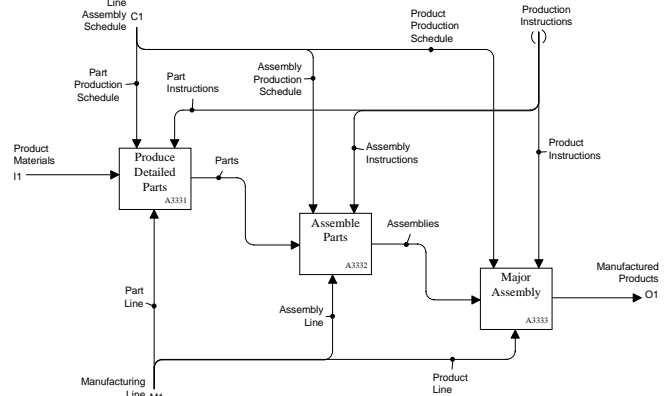 Line
Assembly
Schedule
C1
Product
Production
Schedule
Production
Instructions
Part
Production
Schedule
Part
Instructions
Assembly
Production
Schedule
Product
Materials
I1
Produce
Detailed
Parts
A3331
Parts
Assembly
Instructions
Product
Instructions
Assemble
Parts
A3332
Assemblies
Major
Assembly
A3333
Manufactured
Products
O1
Part
Line
Assembly
Line
Manufacturing
Line
M1
Product
Line